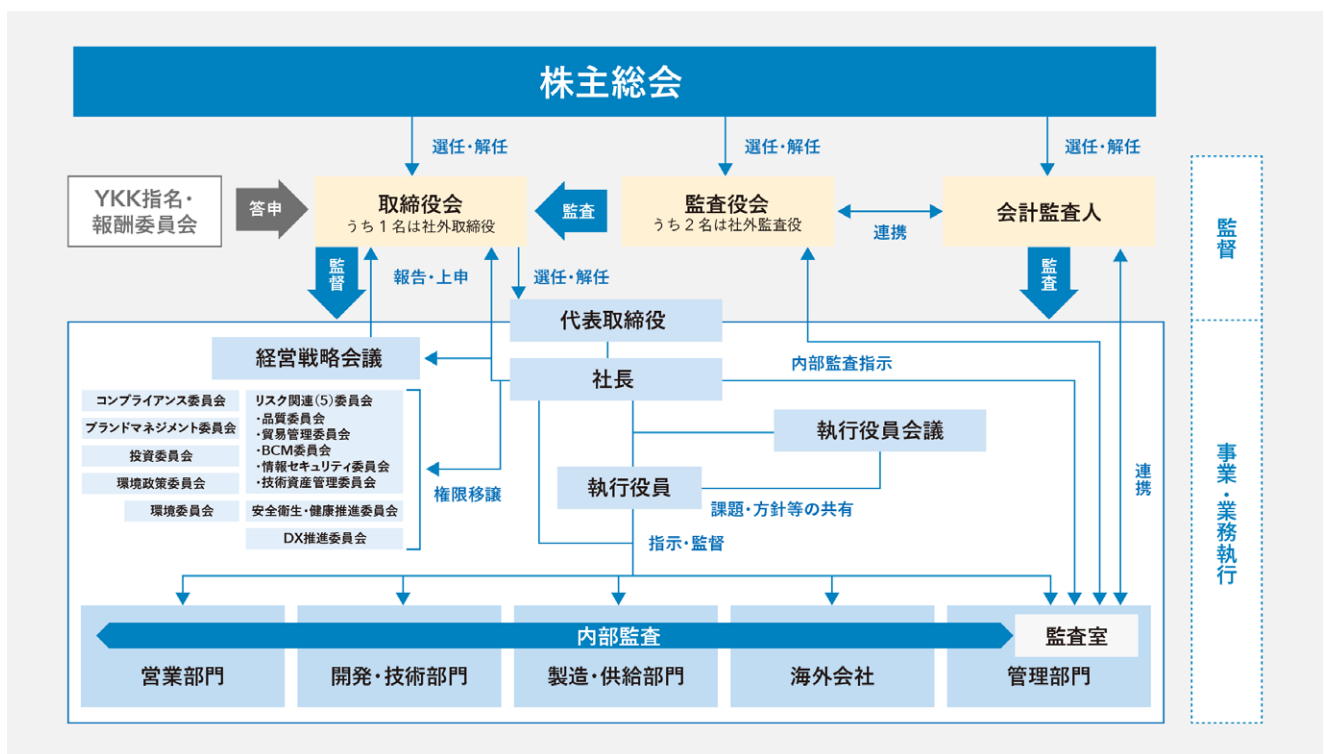 株主総会
選任・解任
選任・解任
選任・解任
YKK指名・
報酬委員会
答申
取締役会
うち1名は社外取締役
監査
監査役会
うち2名は社外監査役
連携
会計監査人
監督
監督
報告・上申
選任・解任
監査
代表取締役
経営戦略会議
社長
内部監査指示
コンプライアンス委員会
ブランドマネジメント委員会
投資委員会
環境政策委員会
環境委員会
リスク関連(5)委員会
・品質委員会
・貿易管理委員会
・BCM委員会
・情報セキュリティ委員会
・技術資産管理委員会
安全衛生・健康推進委員会
DX推進委員会
権限移譲
執行役員会議
執行役員
課題・方針等の共有
指示・監督
連携
事業・業務執行
内部監査
監査室
営業部門
開発・技術部門
製造・供給部門
海外会社
管理部門